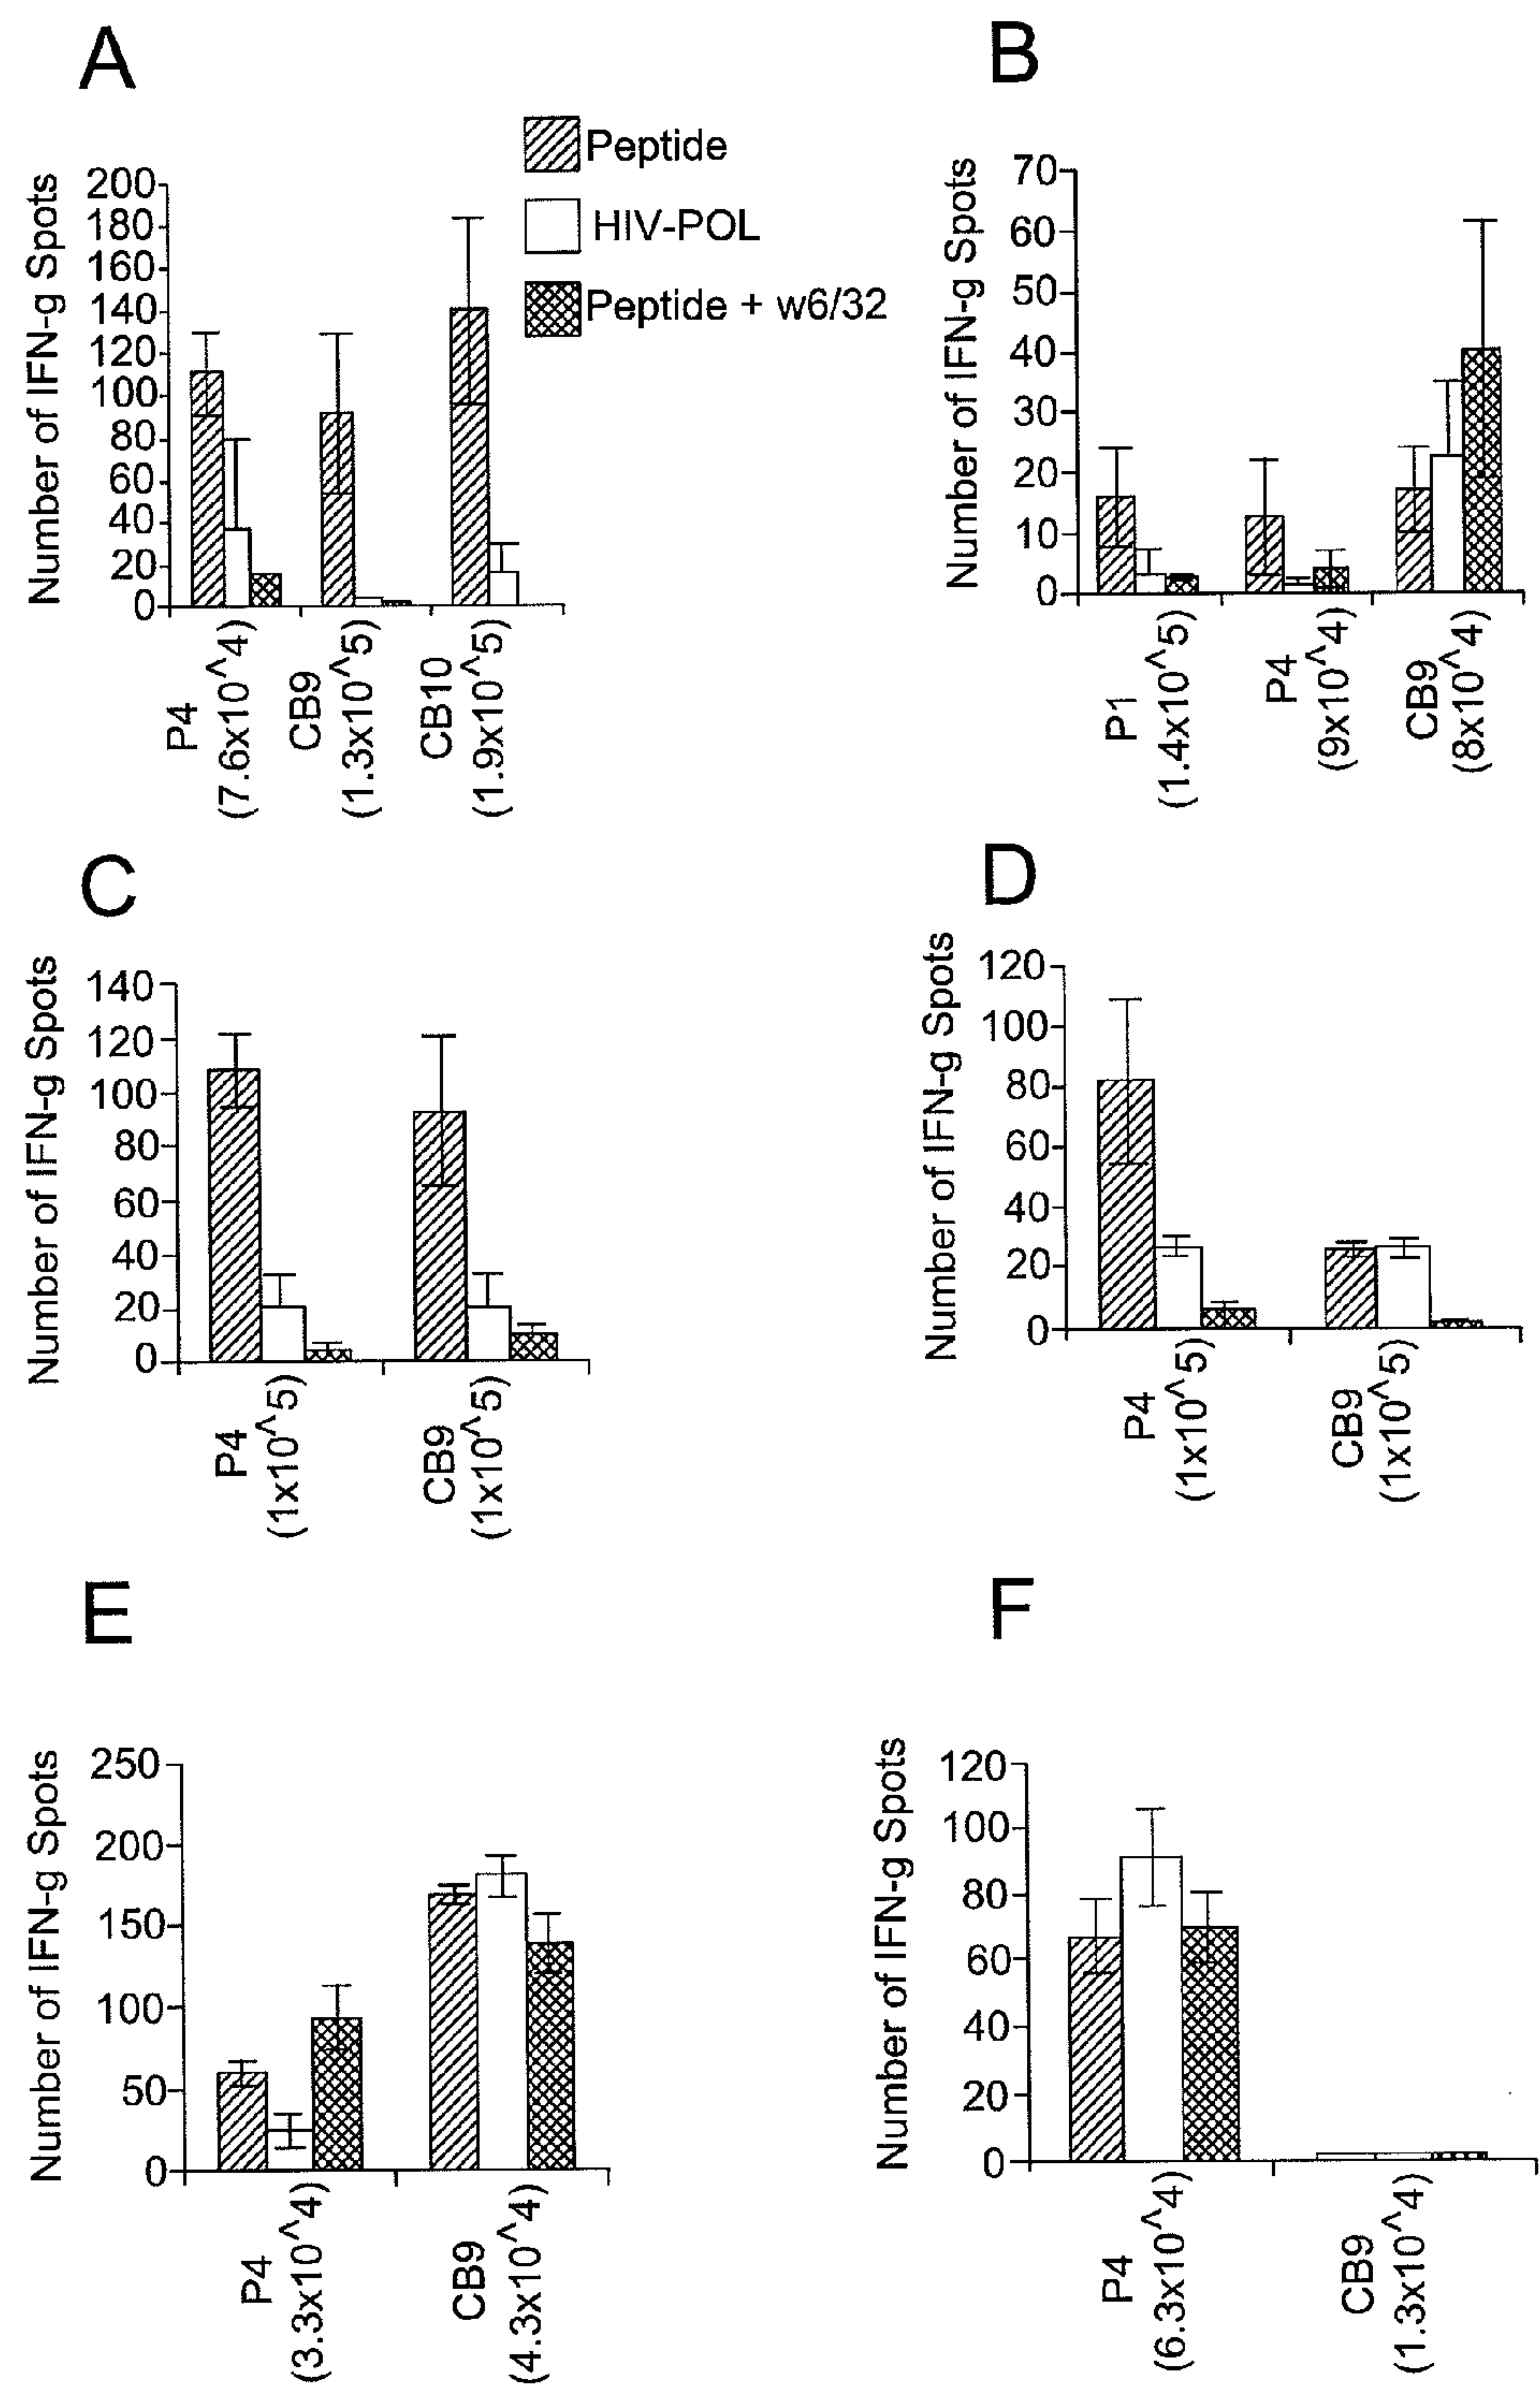 A
Peptide
HIV-POL
Peptide + w6/32
Number of IFN-g Spots
200
180
160
140
120
100
80
60
40
20
0
P4
(7.6x10^4)
CB9
(1.3x10^5)
CB10
(1.9x10^5)
B
Number of IFN-g Spots
70
60
50
40
30
20
10
0
P1
(1.4x10^5)
P4
(9x10^4)
CB9
(8x10^4)
C
Number of IFN-g Spots
140
120
100
80
60
40
20
0
P4
(1x10^5)
CB9
(1x10^5)
D
Number of IFN-g Spots
120
100
80
60
40
20
0
P4
(1x10^5)
CB9
(1x10^5)
E
Number of IFN-g Spots
250
200
150
100
50
0
P4
(3.3x10^4)
CB9
(4.3x10^4)
F
Number of IFN-g Spots
120
100
80
60
40
20
0
P4
(6.3x10^4)
CB9
(1.3x10^4)